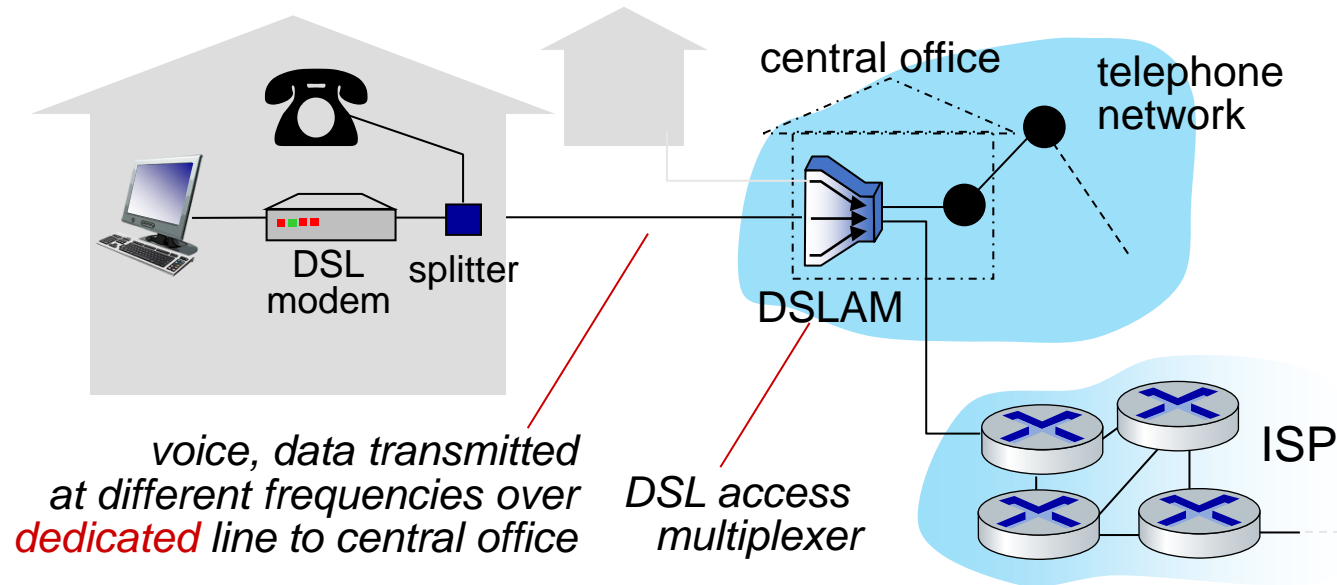 central office
telephone
network
DSL
modem
splitter
DSLAM
ISP
voice, data transmitted
at different frequencies over
dedicated line to central office
DSL access
multiplexer